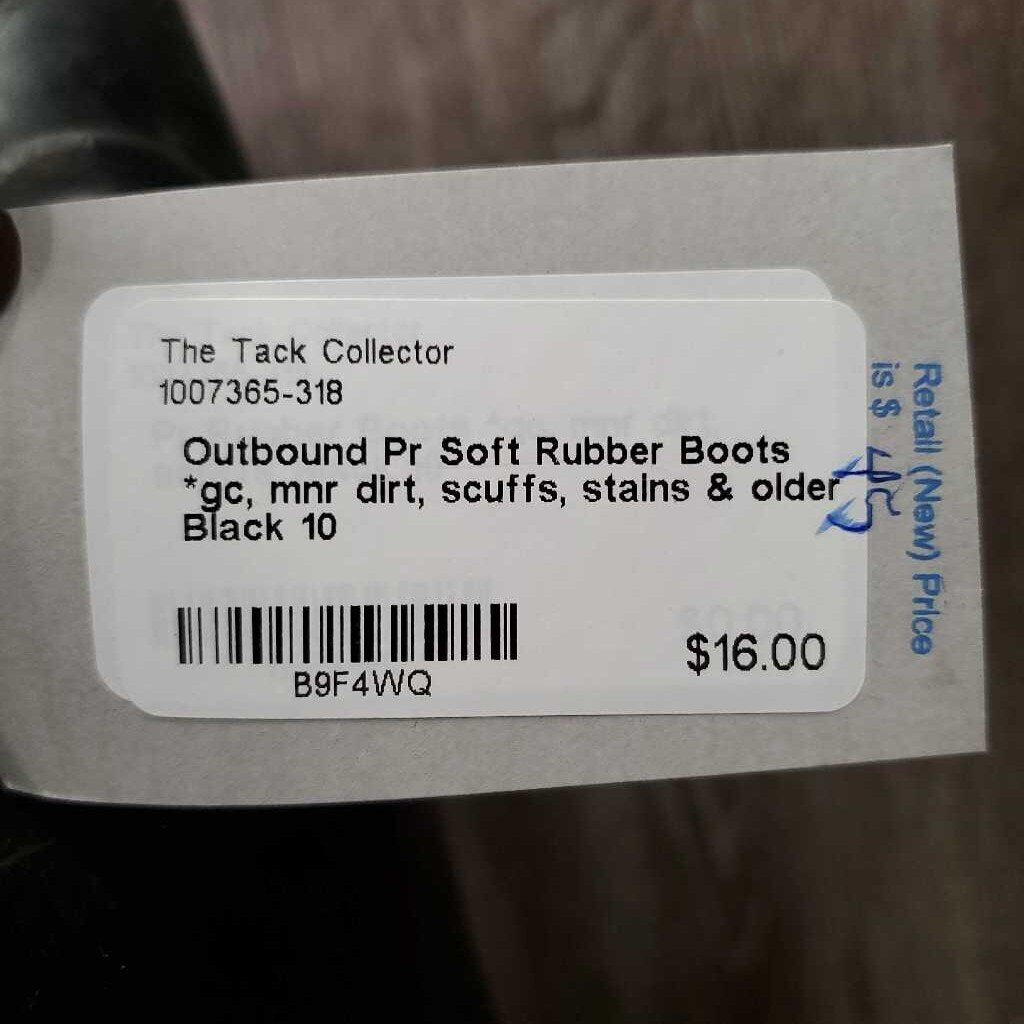 The Tack Collector
1007365-318
Outbound Pr Soft Rubber Boots
*gc, mnr dirt, scuffs, stains & older
Black 10
B9F4WQ
$16.00
Retail (New) Price
is $ 45